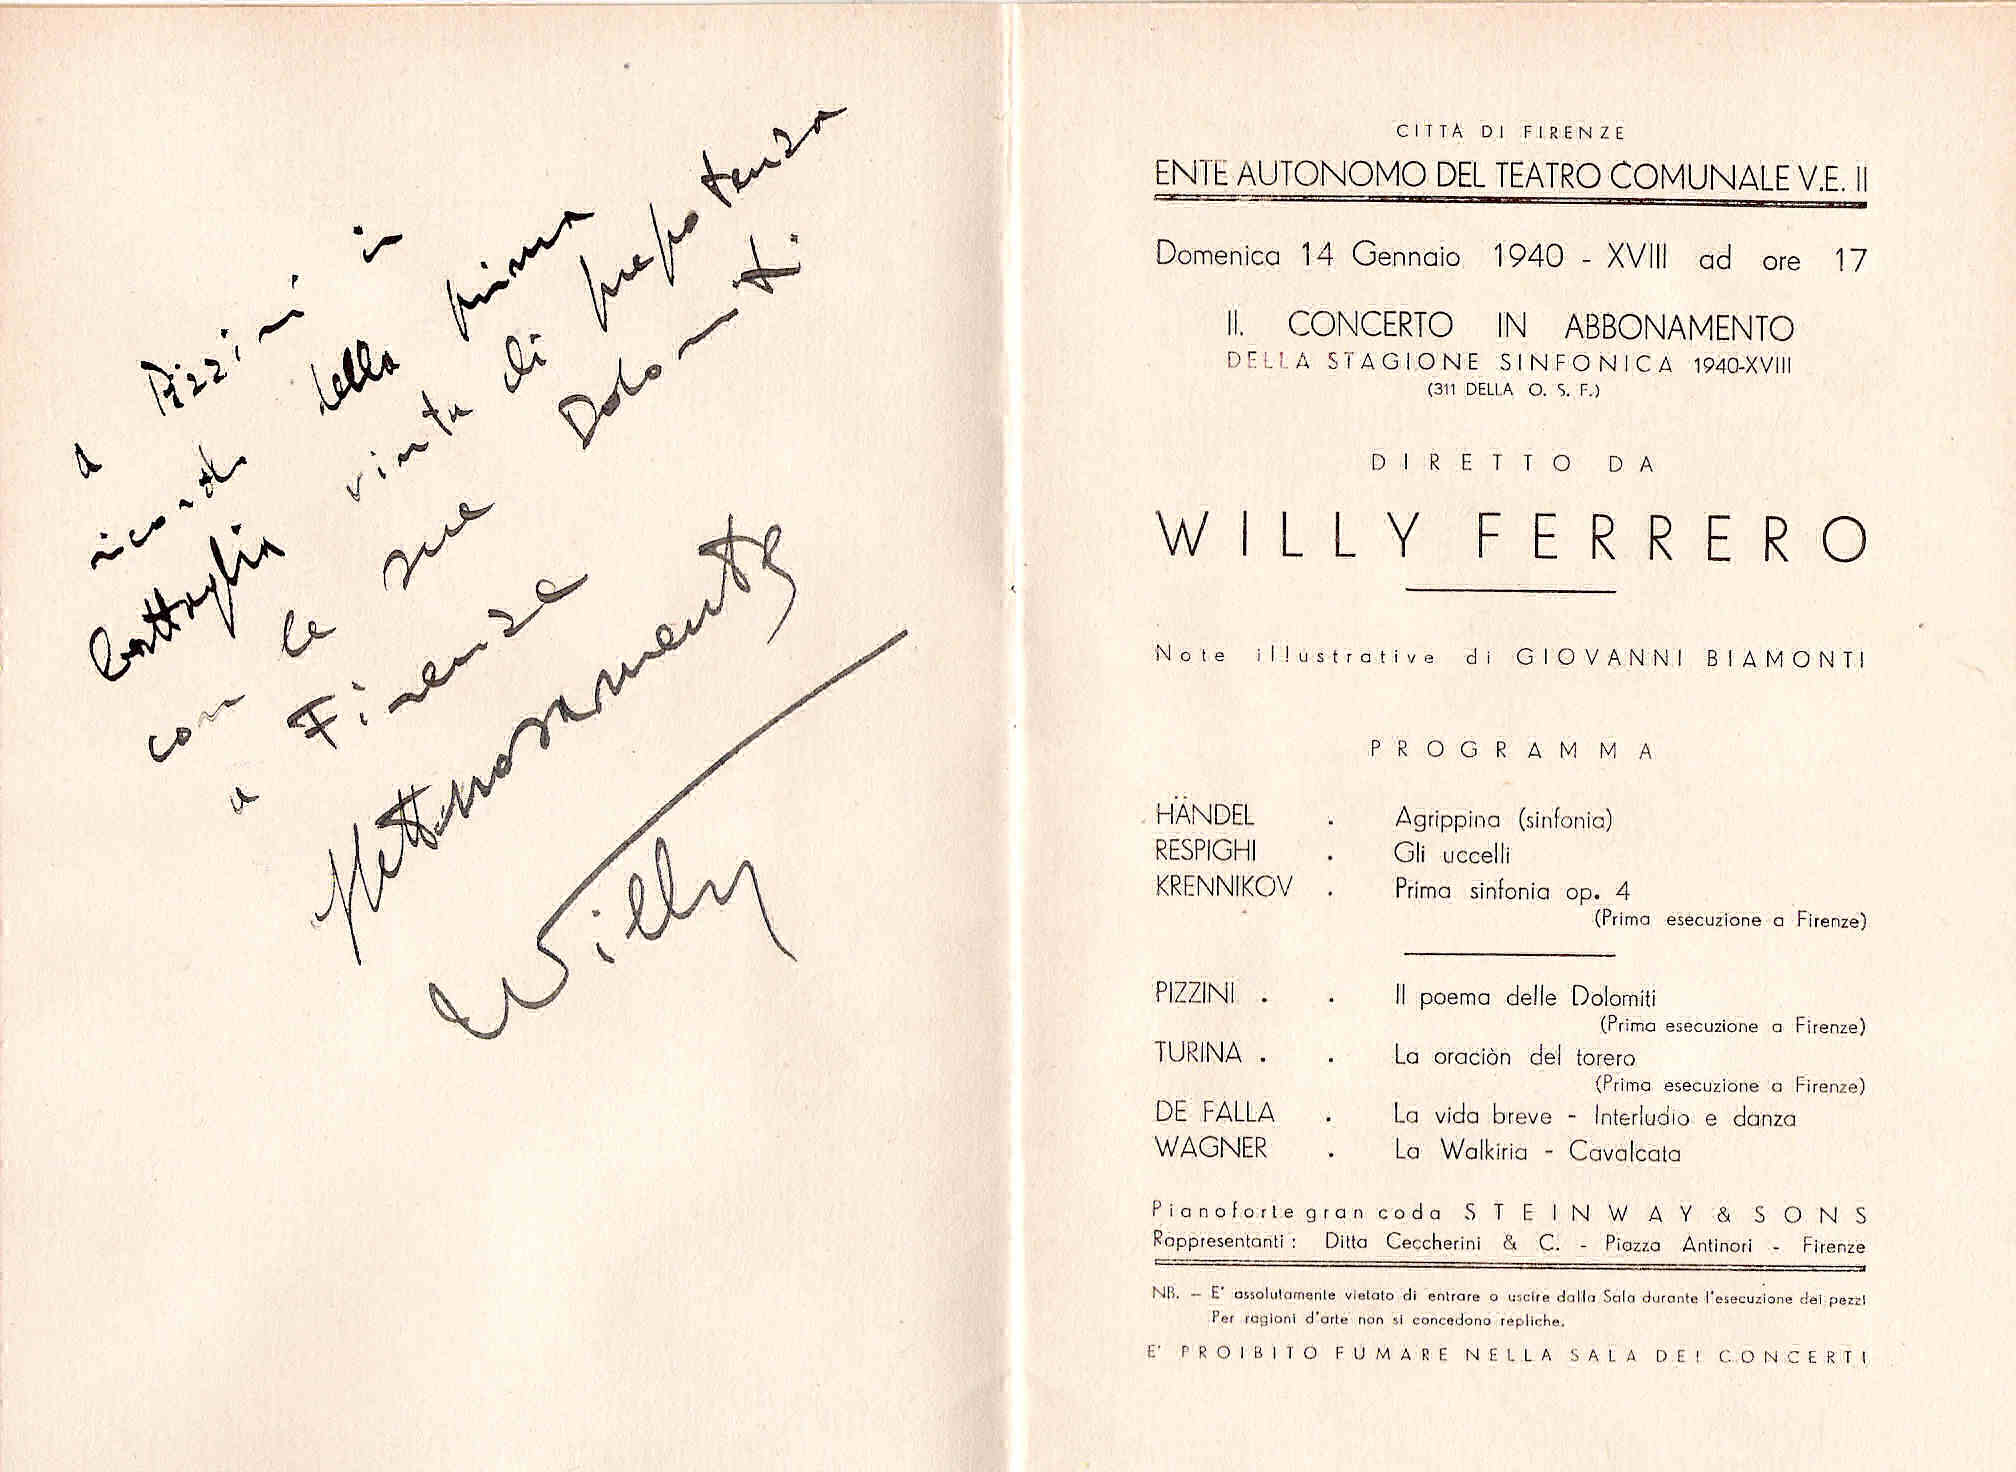 a Pizzini in
ricordo della prima
battaglia vinta di prepotenza
con le sue Dolomiti
a Firenze
Affettuosamente
Willy
CITTÀ DI FIRENZE
ENTE AUTONOMO DEL TEATRO COMUNALE V.E. II
Domenica 14 Gennaio 1940 - XVIII ad ore 17
II. CONCERTO IN ABBONAMENTO
DELLA STAGIONE SINFONICA 1940-XVIII
(311 DELLA O. S. F.)
DIRETTO DA
WILLY FERRERO
Note illustrative di GIOVANNI BIAMONTI
PROGRAMMA
HÄNDEL . Agrippina (sinfonia)
RESPIGHI . Gli uccelli
KRENNIKOV . Prima sinfonia op. 4
(Prima esecuzione a Firenze)
PIZZINI . . Il poema delle Dolomiti
(Prima esecuzione a Firenze)
TURINA . . La oraciòn del torero
(Prima esecuzione a Firenze)
DE FALLA . La vida breve - Interludio e danza
WAGNER . La Walkiria - Cavalcata
Pianoforte gran coda STEINWAY & SONS
Rappresentanti : Ditta Ceccherini & C. - Piazza Antinori - Firenze
NB. - E' assolutamente vietato di entrare o uscire dalla Sala durante l'esecuzione dei pezzi
Per ragioni d'arte non si concedono repliche.
E' PROIBITO FUMARE NELLA SALA DEI CONCERTI